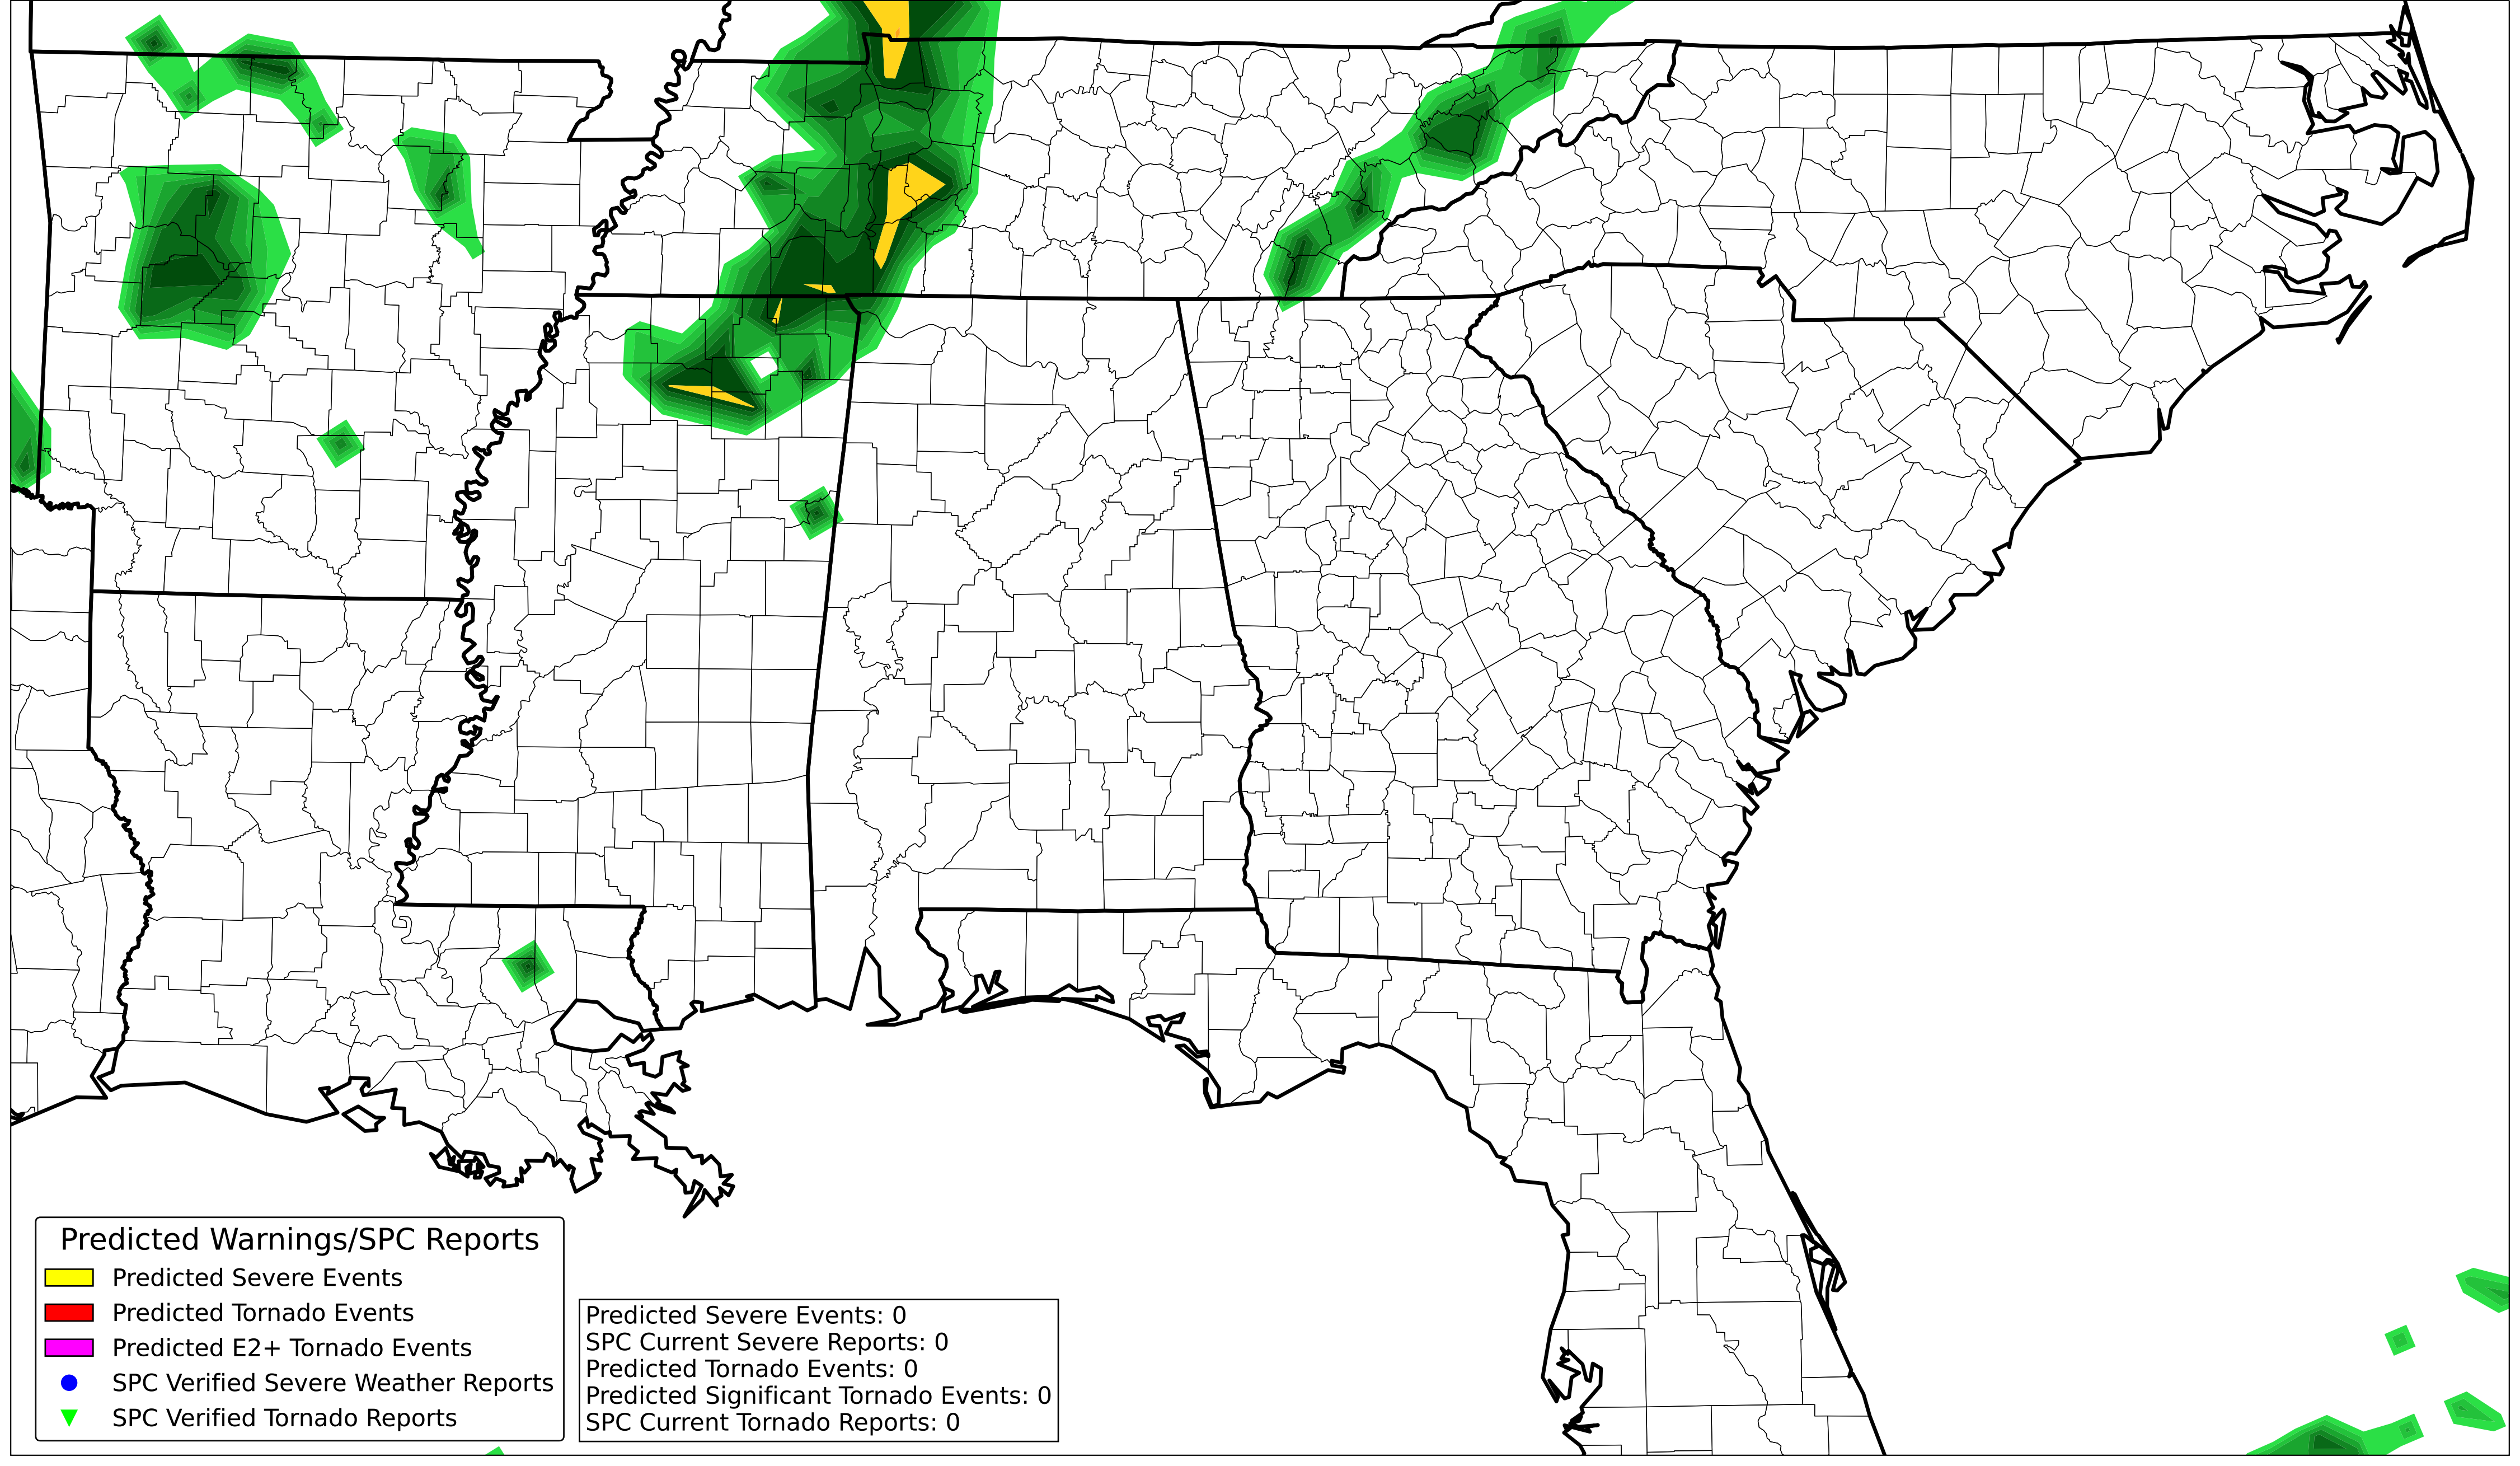 Predicted Warnings/SPC Reports
Predicted Severe Events
Predicted Tornado Events
Predicted E2+ Tornado Events
SPC Verified Severe Weather Reports
SPC Verified Tornado Reports
Predicted Severe Events: 0
SPC Current Severe Reports: 0
Predicted Tornado Events: 0
Predicted Significant Tornado Events: 0
SPC Current Tornado Reports: 0